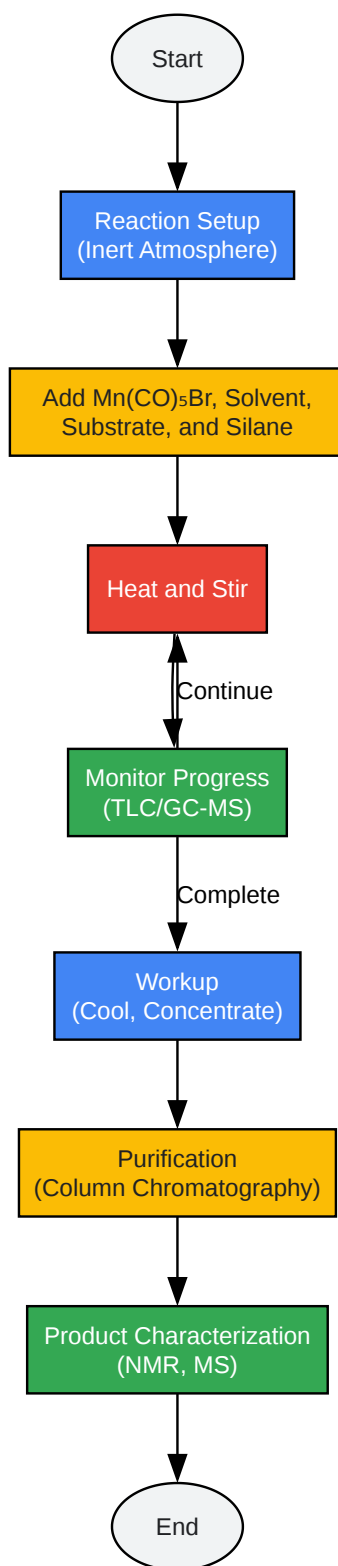 Start
Reaction Setup
(Inert Atmosphere)
Add Mn(CO)₅Br, Solvent,
Substrate, and Silane
Heat and Stir
Continue
Monitor Progress
(TLC/GC-MS)
Complete
Workup
(Cool, Concentrate)
Purification
(Column Chromatography)
Product Characterization
(NMR, MS)
End